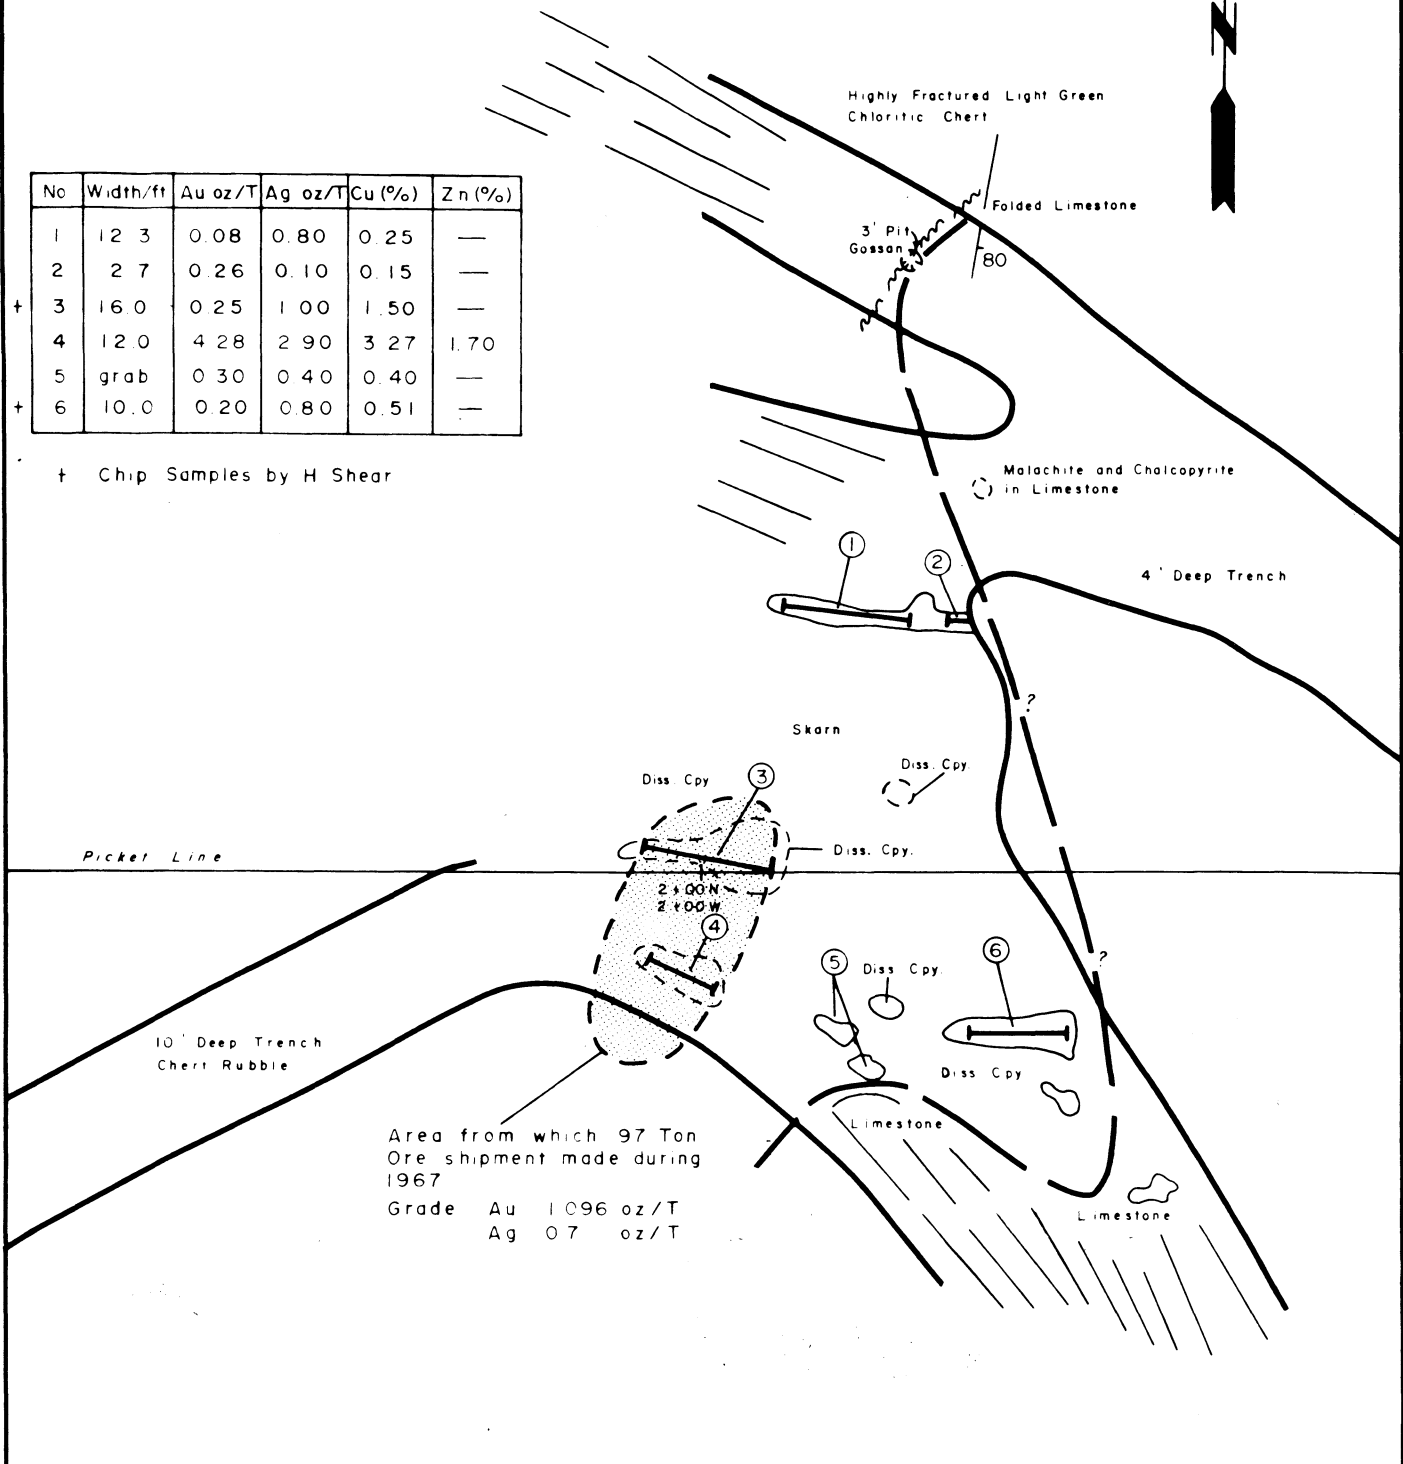 N
Highly Fractured Light Green
Chloritic Chert
Folded Limestone
3' Pit
Gossan
80
No Width/ft Au oz/T Ag oz/T Cu (%) Zn (%)
1 12 3 0.08 0.80 0.25 —
2 2 7 0.26 0.10 0.15 —
† 3 16.0 0.25 1 00 1.50 —
4 12.0 4 28 2 90 3 27 1.70
5 grab 0 30 0 40 0.40 —
† 6 10.0 0.20 0.80 0.51 —
† Chip Samples by H Shear
Malachite and Chalcopyrite
in Limestone
1
2
4' Deep Trench
?
Skarn
Diss. Cpy.
Diss Cpy
3
Picket Line
Diss. Cpy.
2+00N
2+00W
4
5
Diss Cpy.
6
?
10' Deep Trench
Chert Rubble
Diss Cpy
Limestone
Area from which 97 Ton
Ore shipment made during
1967
Grade Au 1 096 oz/T
Ag 0 7 oz/T
Limestone